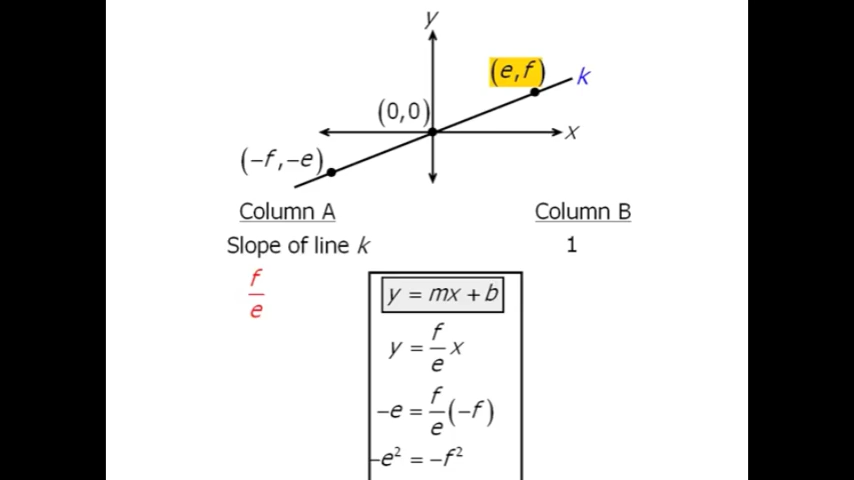 y
(e,f)
k
(0,0)
x
(−f,−e)
Column A Column B
Slope of line k 1
f/e
y = mx + b
y = f/e x
−e = f/e (−f)
−e² = −f²